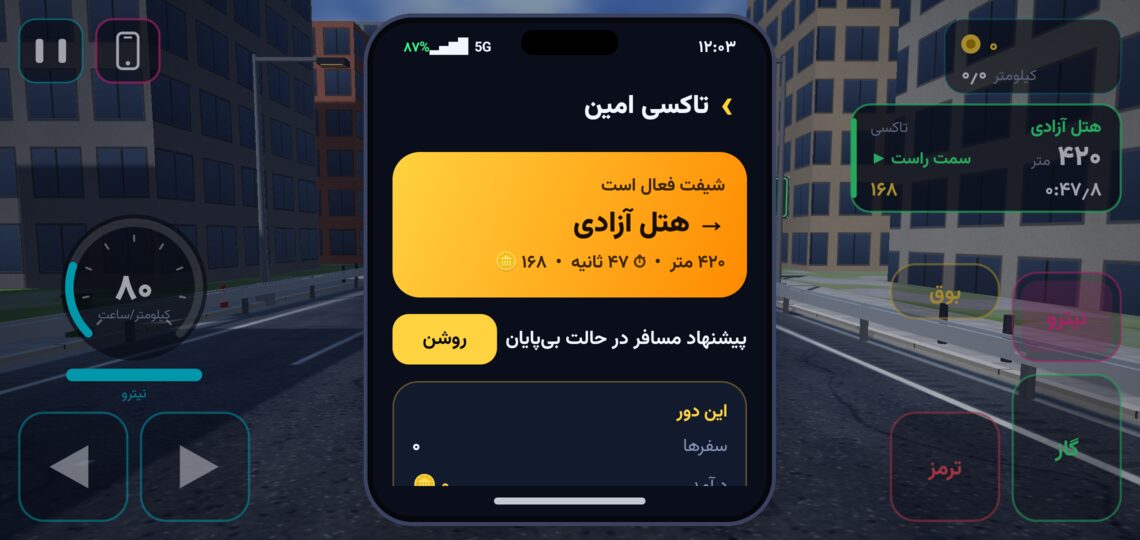 ۱۲:۰۳
5G
۸۷%
تاکسی امین
شیفت فعال است
→ هتل آزادی
۴۲۰ متر • ⏱ ۴۷ ثانیه • ۱۶۸ 🪙
پیشنهاد مسافر در حالت بی‌پایان
روشن
این دور
سفرها
۰
درآمد
۰ 🪙
۰
۰٫۰ کیلومتر
هتل آزادی
تاکسی
۴۲۰ متر
سمت راست ►
۰:۴۷٫۸
۱۶۸
بوق
نیترو
گاز
ترمز
۸۰
کیلومتر/ساعت
نیترو